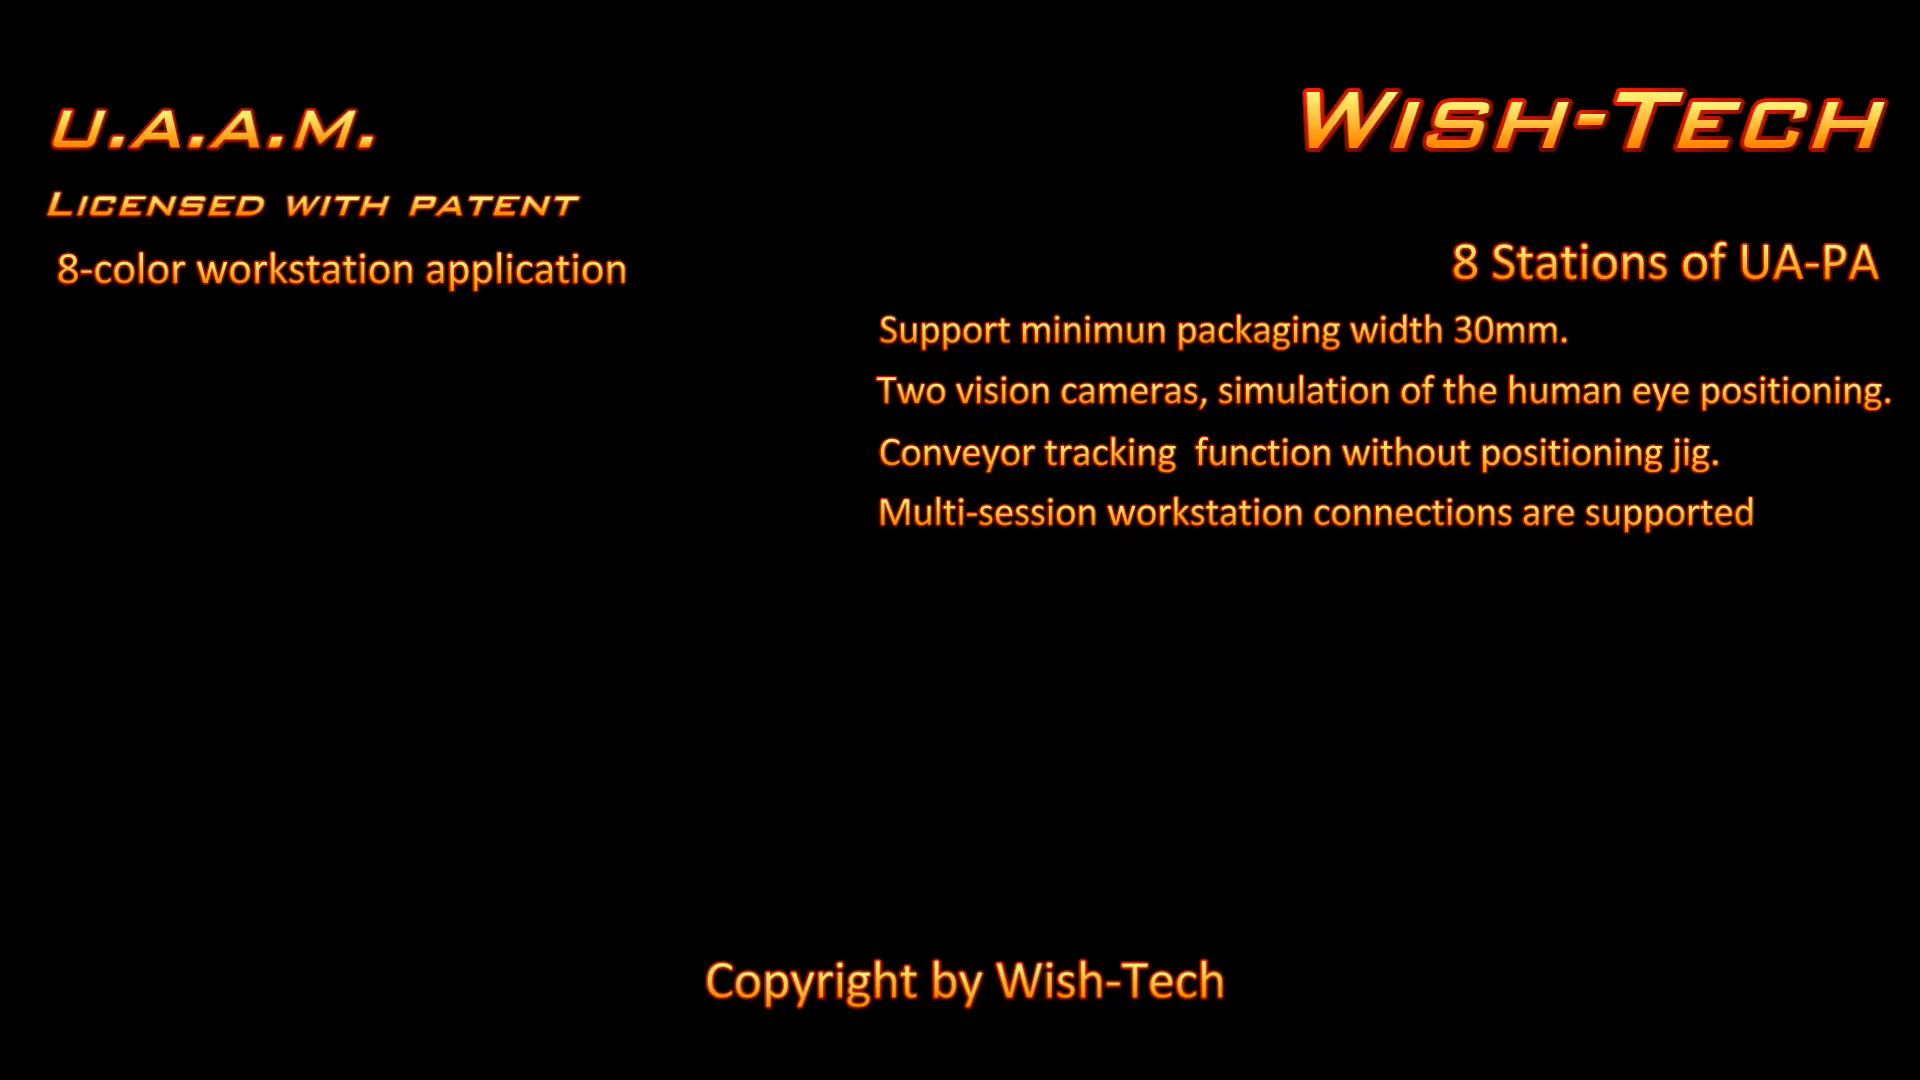 U.A.A.M.
Licensed with patent
8-color workstation application
Wish-Tech
8 Stations of UA-PA
Support minimun packaging width 30mm.
Two vision cameras, simulation of the human eye positioning.
Conveyor tracking  function without positioning jig.
Multi-session workstation connections are supported
Copyright by Wish-Tech